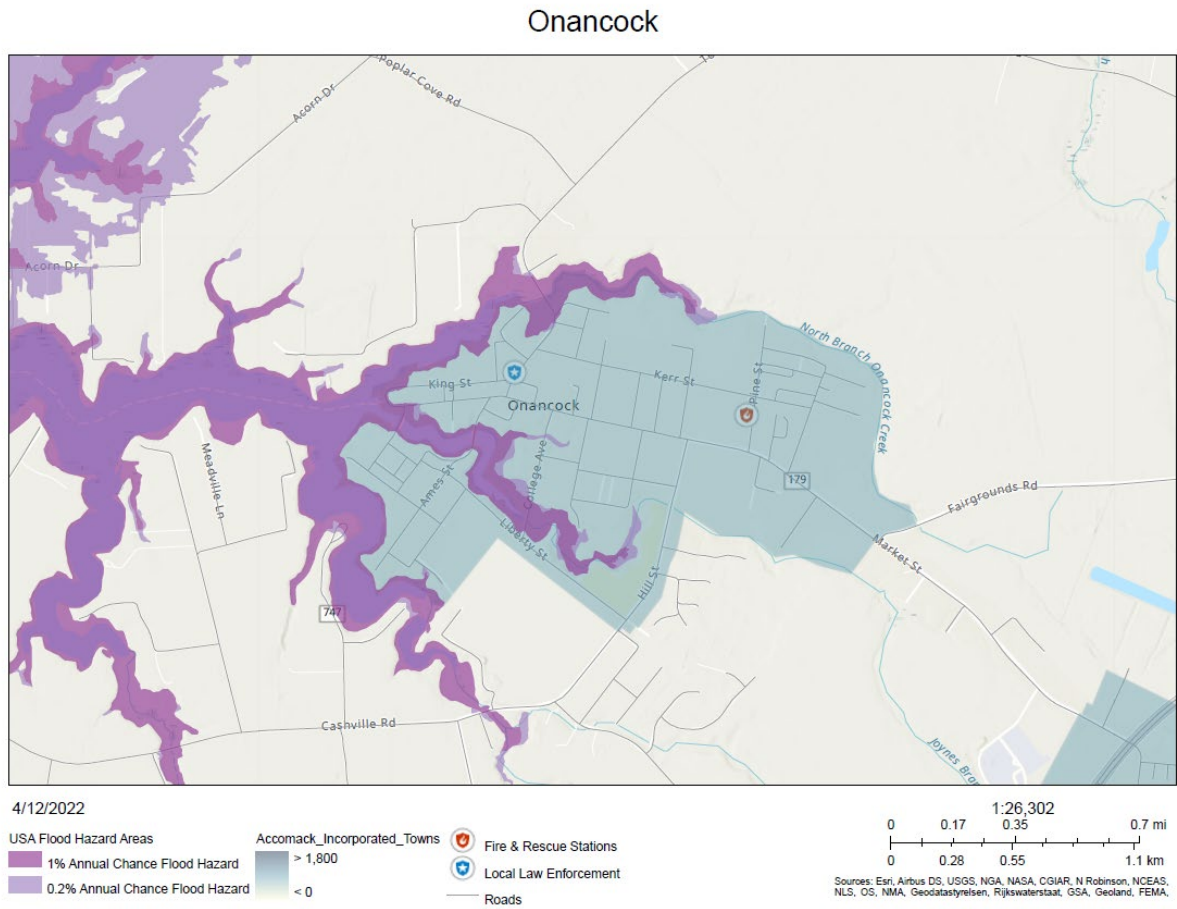 Onancock
Poplar Cove Rd
Acorn Dr
Acorn Dr
North Branch Onancock Creek
King St
Kerr St
Pine St
Onancock
Meadville Ln
Ames St
College Ave
179
Fairgrounds Rd
Liberty St
Market St
Hill St
747
Cashville Rd
4/12/2022
USA Flood Hazard Areas
1% Annual Chance Flood Hazard
0.2% Annual Chance Flood Hazard
Accomack_Incorporated_Towns
> 1,800
< 0
Fire & Rescue Stations
Local Law Enforcement
Roads
1:26,302
0 0.17 0.35 0.7 mi
0 0.28 0.55 1.1 km
Sources: Esri, Airbus DS, USGS, NGA, NASA, CGIAR, N Robinson, NCEAS,
NLS, OS, NMA, Geodatastyrelsen, Rijkswaterstaat, GSA, Geoland, FEMA,